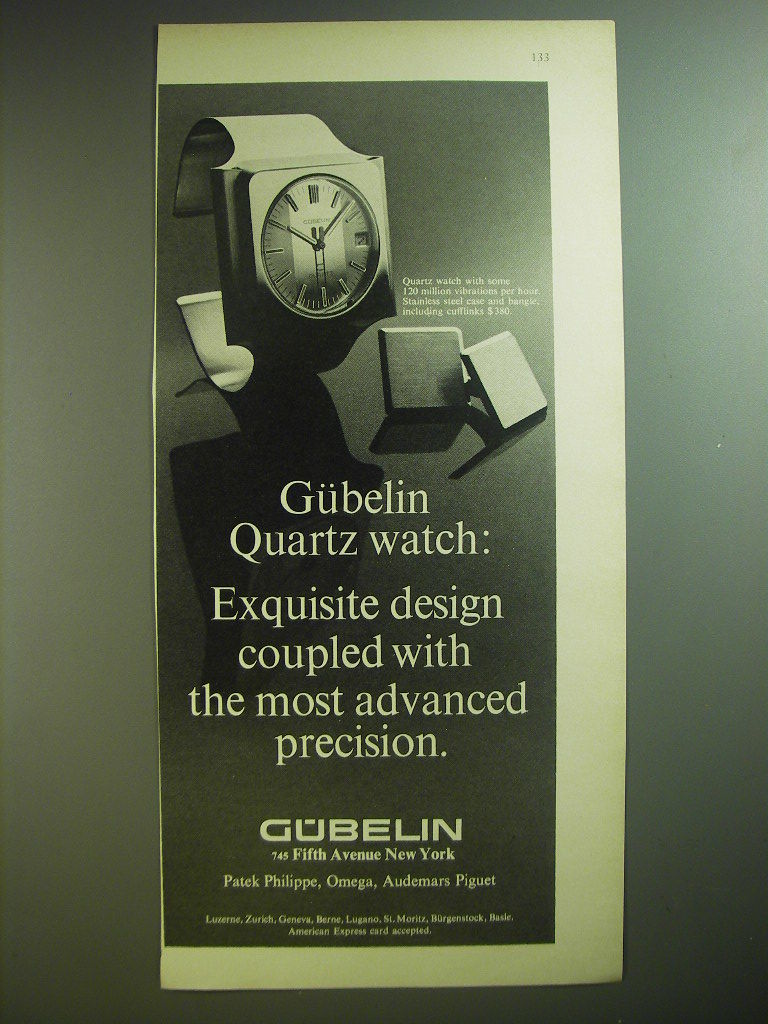 133
GÜBELIN
Quartz watch with some
120 million vibrations per hour.
Stainless steel case and bangle,
including cufflinks $380.
Gübelin
Quartz watch:
Exquisite design
coupled with
the most advanced
precision.
GÜBELIN
745 Fifth Avenue New York
Patek Philippe, Omega, Audemars Piguet
Luzerne, Zurich, Geneva, Berne, Lugano, St. Moritz, Bürgenstock, Basle.
American Express card accepted.